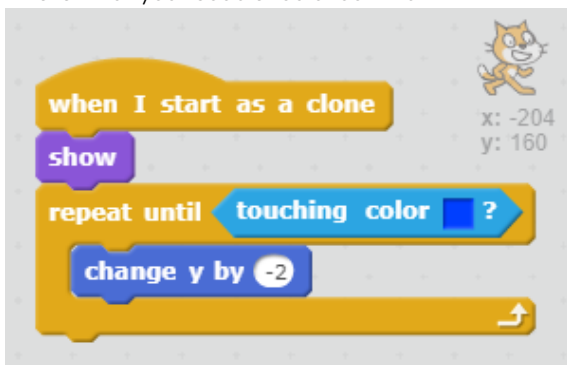 when I start as a clone
x: -204
y: 160
show
repeat until touching color ?
change y by -2